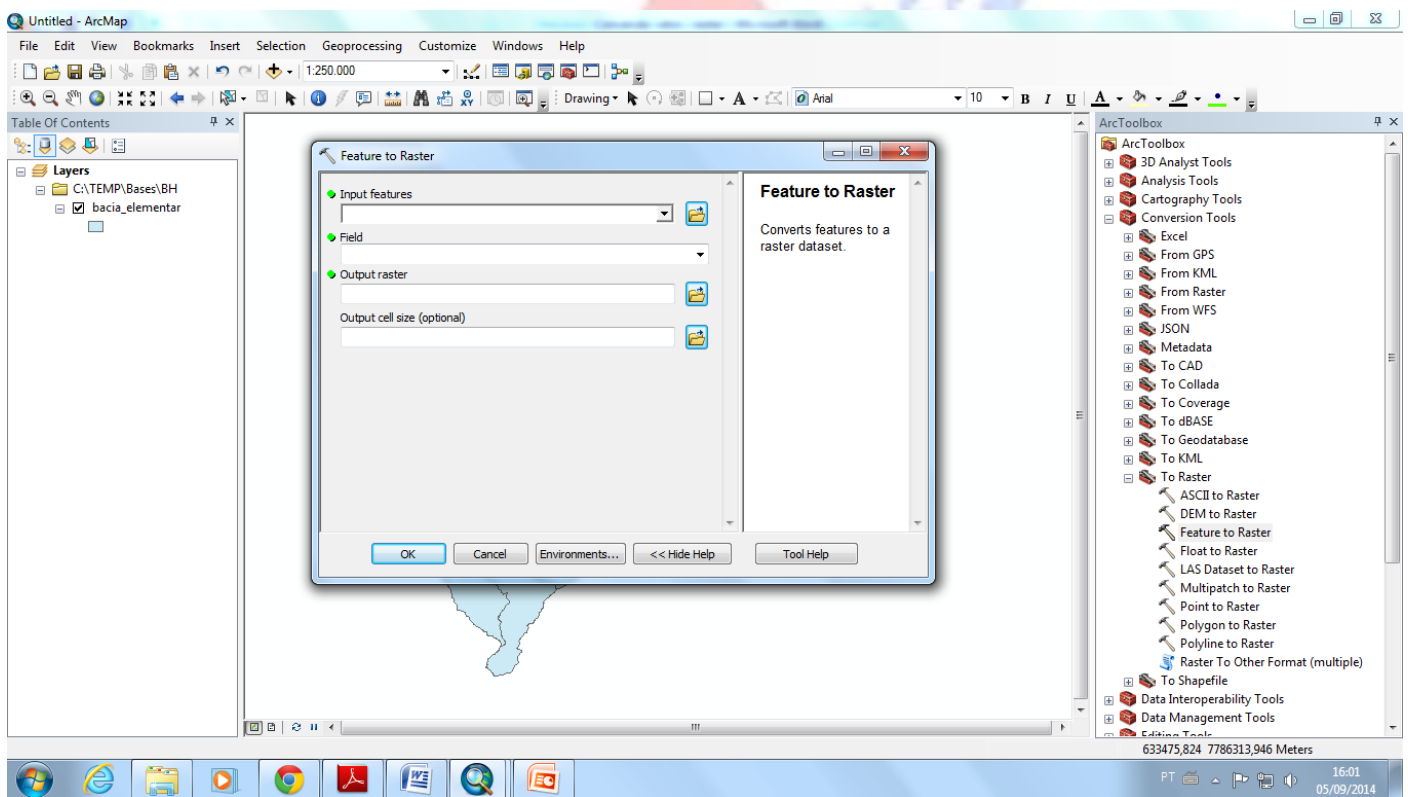 Untitled - ArcMap
File Edit View Bookmarks Insert Selection Geoprocessing Customize Windows Help
1:250.000
Drawing
A
Arial
10
B I U A
Table Of Contents
Layers
C:\TEMP\Bases\BH
bacia_elementar
Feature to Raster
Input features
Field
Output raster
Output cell size (optional)
OK
Cancel
Environments...
<< Hide Help
Feature to Raster
Converts features to a
raster dataset.
Tool Help
ArcToolbox
ArcToolbox
3D Analyst Tools
Analysis Tools
Cartography Tools
Conversion Tools
Excel
From GPS
From KML
From Raster
From WFS
JSON
Metadata
To CAD
To Collada
To Coverage
To dBASE
To Geodatabase
To KML
To Raster
ASCII to Raster
DEM to Raster
Feature to Raster
Float to Raster
LAS Dataset to Raster
Multipatch to Raster
Point to Raster
Polygon to Raster
Polyline to Raster
Raster To Other Format (multiple)
To Shapefile
Data Interoperability Tools
Data Management Tools
Editing Tools
633475,824 7786313,946 Meters
PT
16:01
05/09/2014